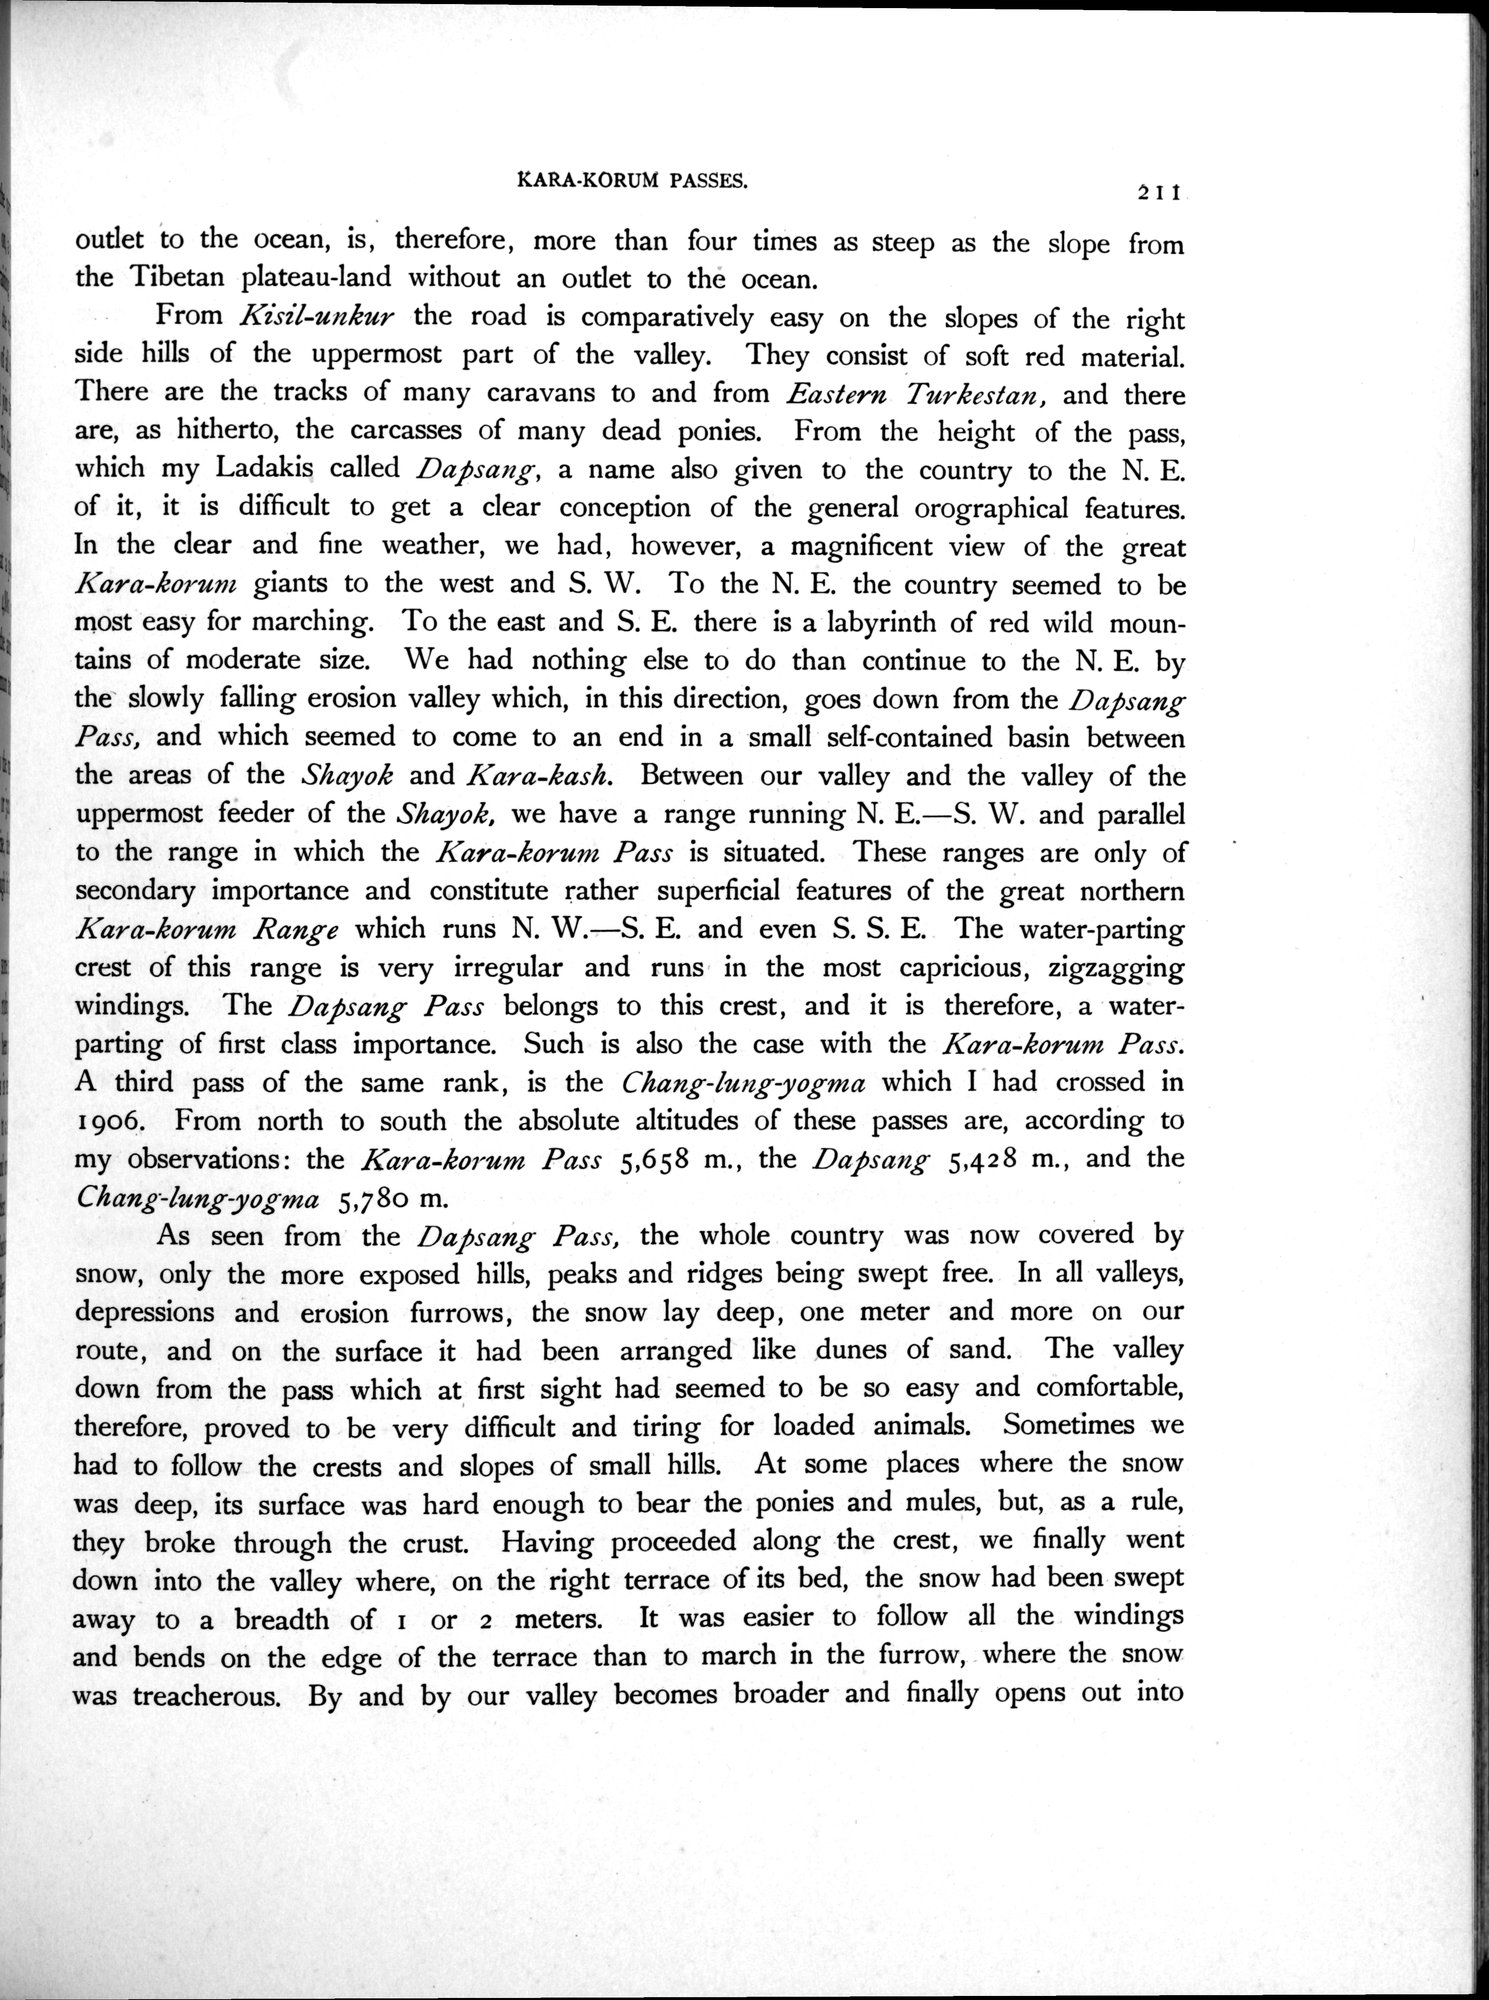 KARA-KORUM PASSES.
211
outlet to the ocean, is, therefore, more than four times as steep as the slope from
the Tibetan plateau-land without an outlet to the ocean.
From Kisil-unkur the road is comparatively easy on the slopes of the right
side hills of the uppermost part of the valley. They consist of soft red material.
There are the tracks of many caravans to and from Eastern Turkestan, and there
are, as hitherto, the carcasses of many dead ponies. From the height of the pass,
which my Ladakis called Dapsang, a name also given to the country to the N. E.
of it, it is difficult to get a clear conception of the general orographical features.
In the clear and fine weather, we had, however, a magnificent view of the great
Kara-korum giants to the west and S. W. To the N. E. the country seemed to be
most easy for marching. To the east and S. E. there is a labyrinth of red wild moun-
tains of moderate size. We had nothing else to do than continue to the N. E. by
the slowly falling erosion valley which, in this direction, goes down from the Dapsang
Pass, and which seemed to come to an end in a small self-contained basin between
the areas of the Shayok and Kara-kash. Between our valley and the valley of the
uppermost feeder of the Shayok, we have a range running N. E.—S. W. and parallel
to the range in which the Kara-korum Pass is situated. These ranges are only of
secondary importance and constitute rather superficial features of the great northern
Kara-korum Range which runs N. W.—S. E. and even S. S. E. The water-parting
crest of this range is very irregular and runs in the most capricious, zigzagging
windings. The Dapsang Pass belongs to this crest, and it is therefore, a water-
parting of first class importance. Such is also the case with the Kara-korum Pass.
A third pass of the same rank, is the Chang-lung-yogma which I had crossed in
1906. From north to south the absolute altitudes of these passes are, according to
my observations: the Kara-korum Pass 5,658 m., the Dapsang 5,428 m., and the
Chang-lung-yogma 5,780 m.
As seen from the Dapsang Pass, the whole country was now covered by
snow, only the more exposed hills, peaks and ridges being swept free. In all valleys,
depressions and erosion furrows, the snow lay deep, one meter and more on our
route, and on the surface it had been arranged like dunes of sand. The valley
down from the pass which at first sight had seemed to be so easy and comfortable,
therefore, proved to be very difficult and tiring for loaded animals. Sometimes we
had to follow the crests and slopes of small hills. At some places where the snow
was deep, its surface was hard enough to bear the ponies and mules, but, as a rule,
they broke through the crust. Having proceeded along the crest, we finally went
down into the valley where, on the right terrace of its bed, the snow had been swept
away to a breadth of 1 or 2 meters. It was easier to follow all the windings
and bends on the edge of the terrace than to march in the furrow, where the snow
was treacherous. By and by our valley becomes broader and finally opens out into